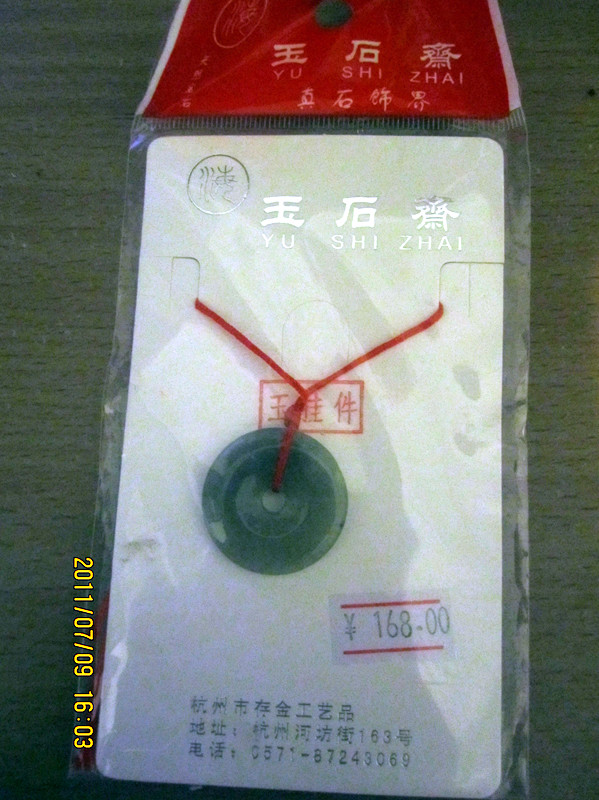 玉石齋
YU SHI ZHAI
真石飾界
玉石齋
YU SHI ZHAI
玉挂件
¥ 168.00
杭州市存金工艺品
地址：杭州河坊街163号
电话：0571-87243069
2011/07/09 16:03